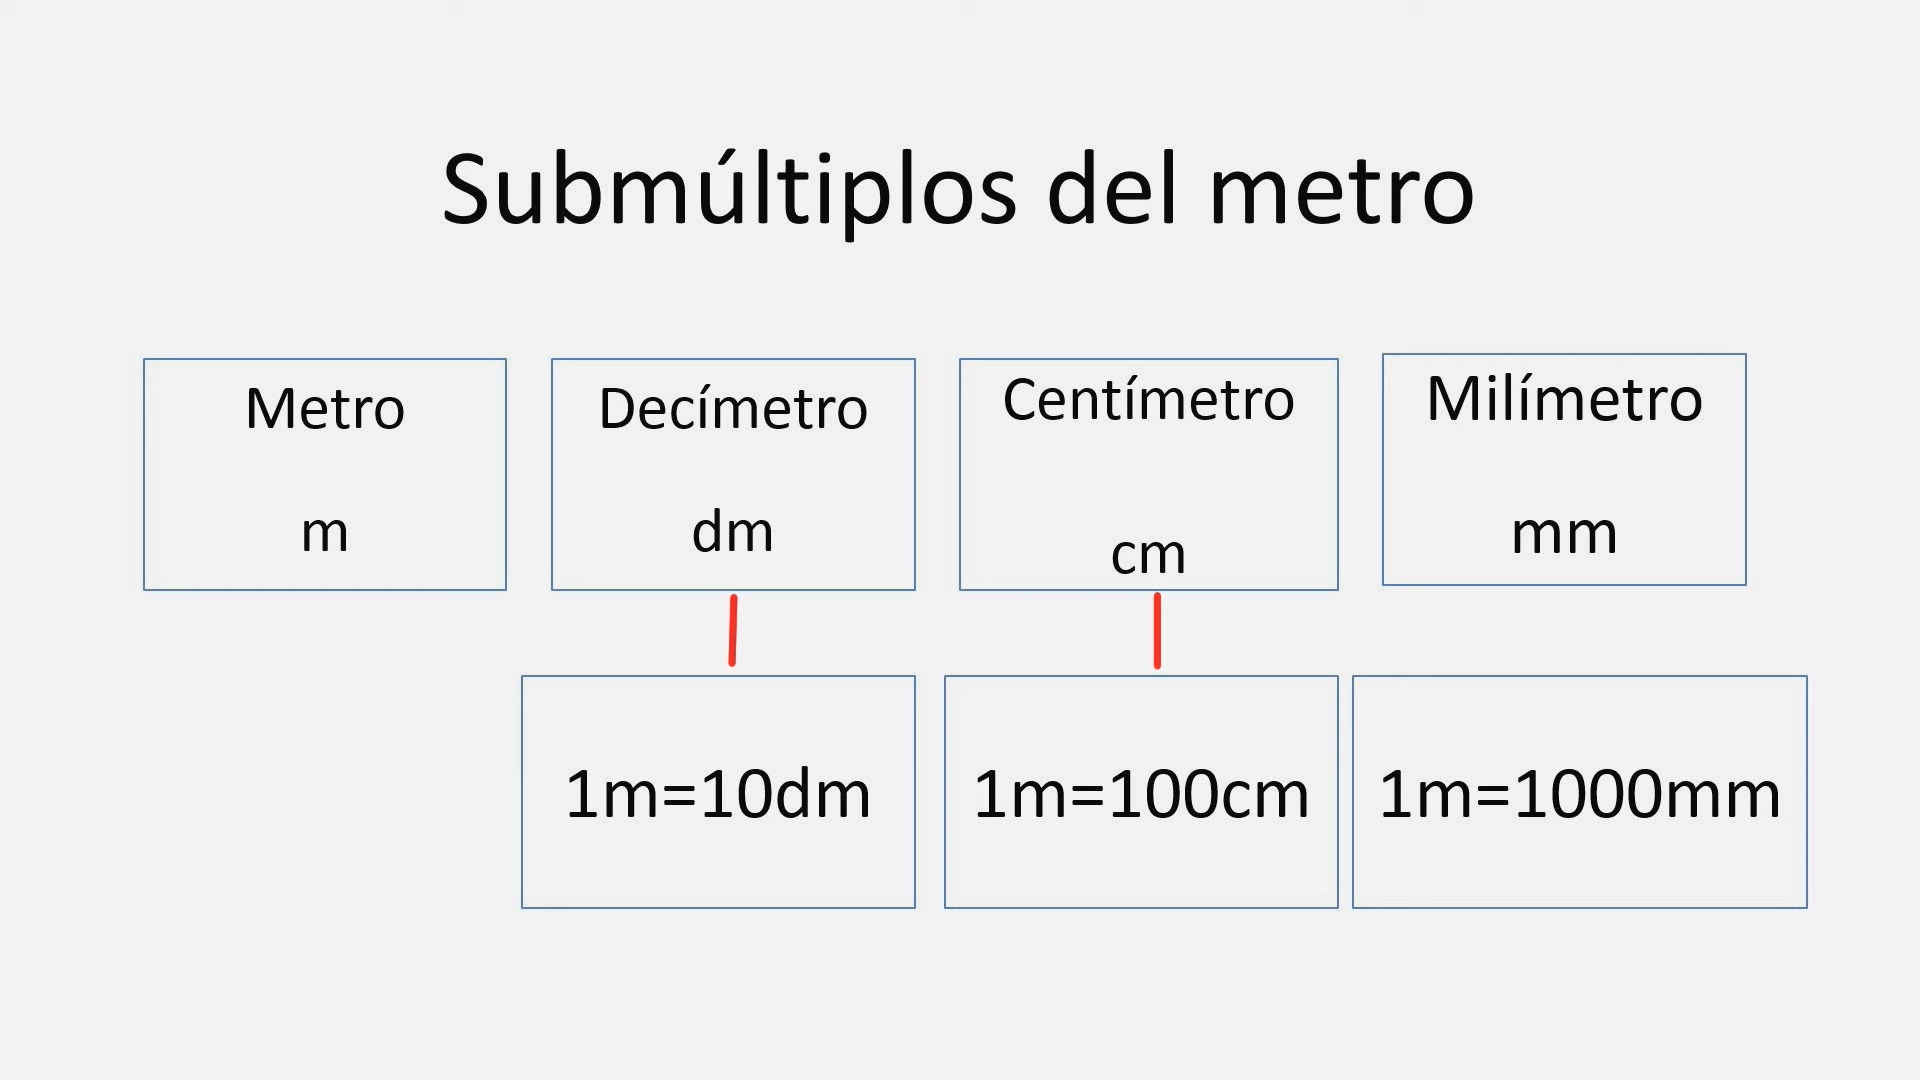 Submúltiplos del metro
Metro
m
Decímetro
dm
Centímetro
cm
Milímetro
mm
1m=10dm
1m=100cm
1m=1000mm